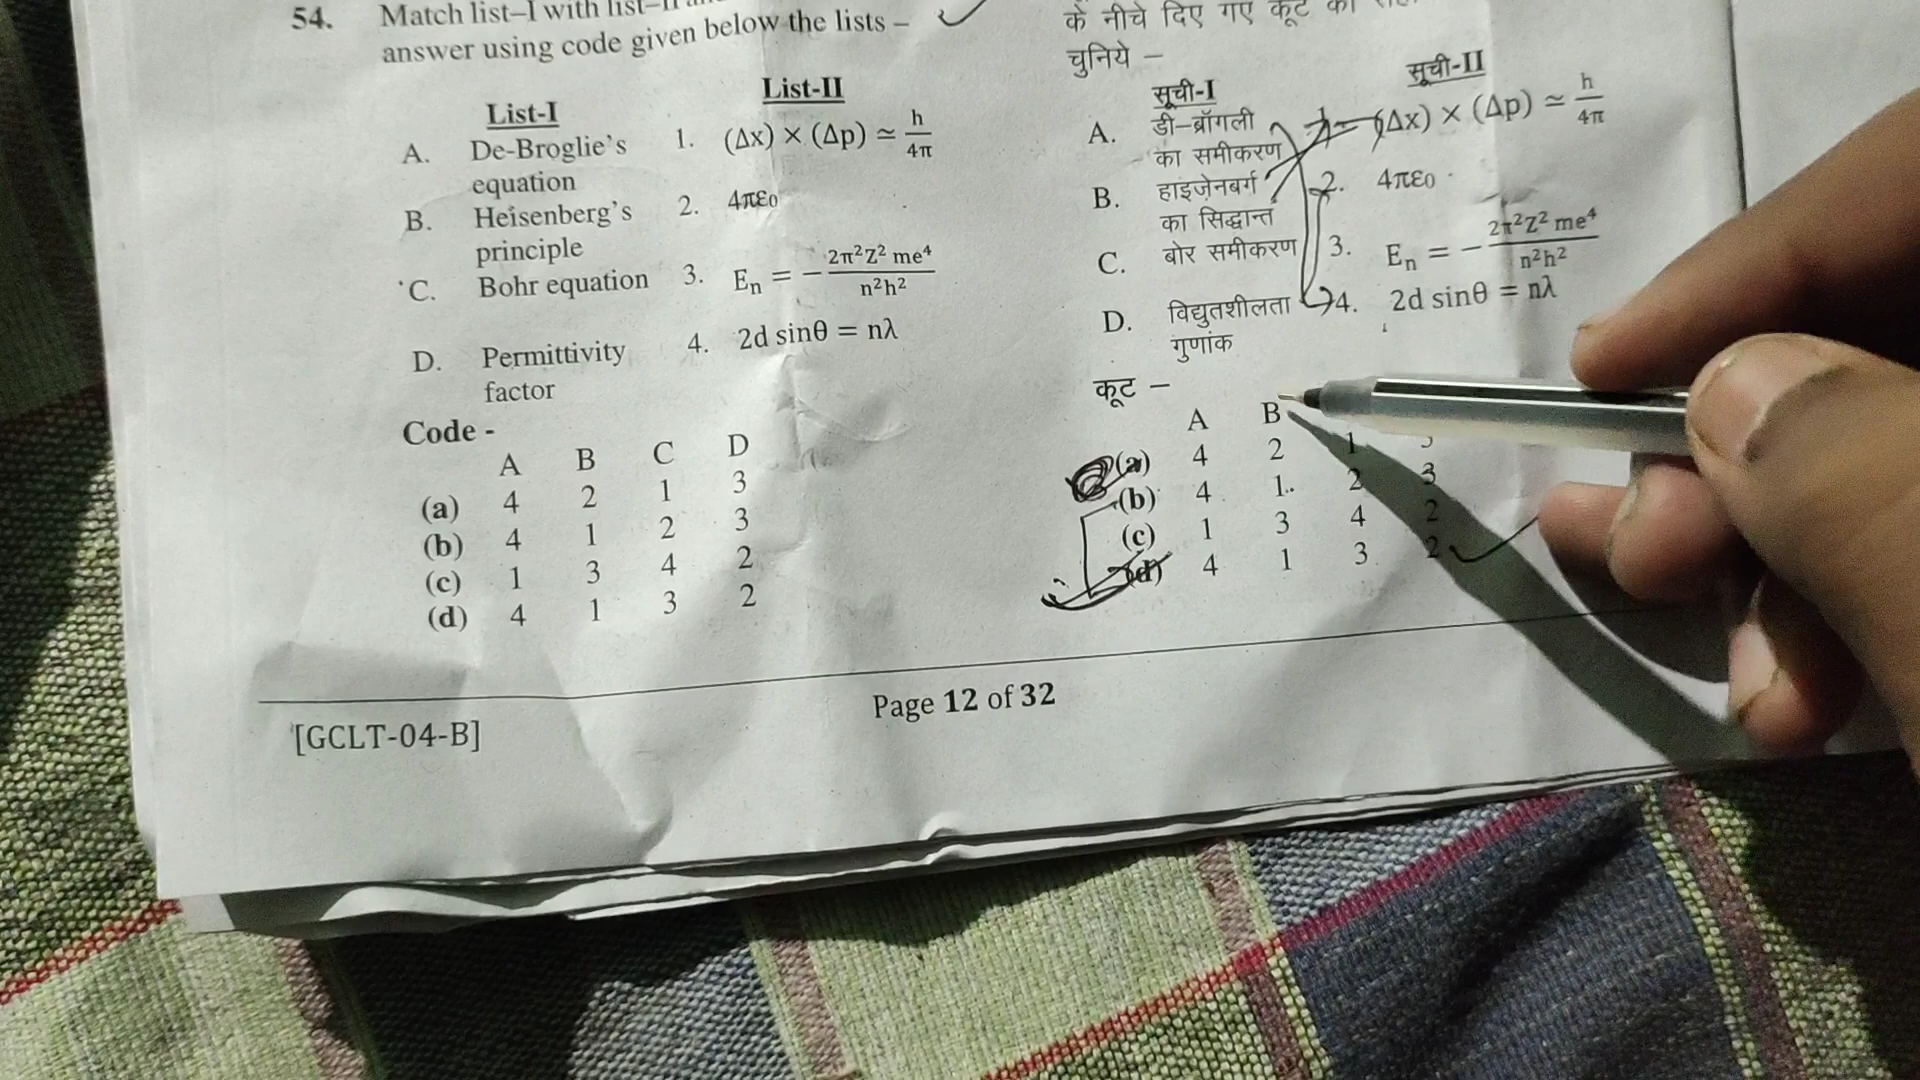 54. Match list–I with list–II
answer using code given below the lists –
List-I List-II
A. De-Broglie's equation 1. (Δx) × (Δp) ≃ h/4π
B. Heisenberg's principle 2. 4πε₀
C. Bohr equation 3. Eₙ = − 2π²Z² me⁴/n²h²
D. Permittivity factor 4. 2d sinθ = nλ
Code -
A B C D
(a) 4 2 1 3
(b) 4 1 2 3
(c) 1 3 4 2
(d) 4 1 3 2
के नीचे दिए गए कूट का
चुनिये –
सूची-I सूची-II
A. डी–ब्रॉगली का समीकरण 1. (Δx) × (Δp) ≃ h/4π
B. हाइज़ेनबर्ग का सिद्धान्त 2. 4πε₀
C. बोर समीकरण 3. Eₙ = − 2π²Z² me⁴/n²h²
D. विद्युतशीलता गुणांक 4. 2d sinθ = nλ
कूट –
A B
(a) 4 2 1
(b) 4 1 2 3
(c) 1 3 4 2
(d) 4 1 3 2
[GCLT-04-B] Page 12 of 32